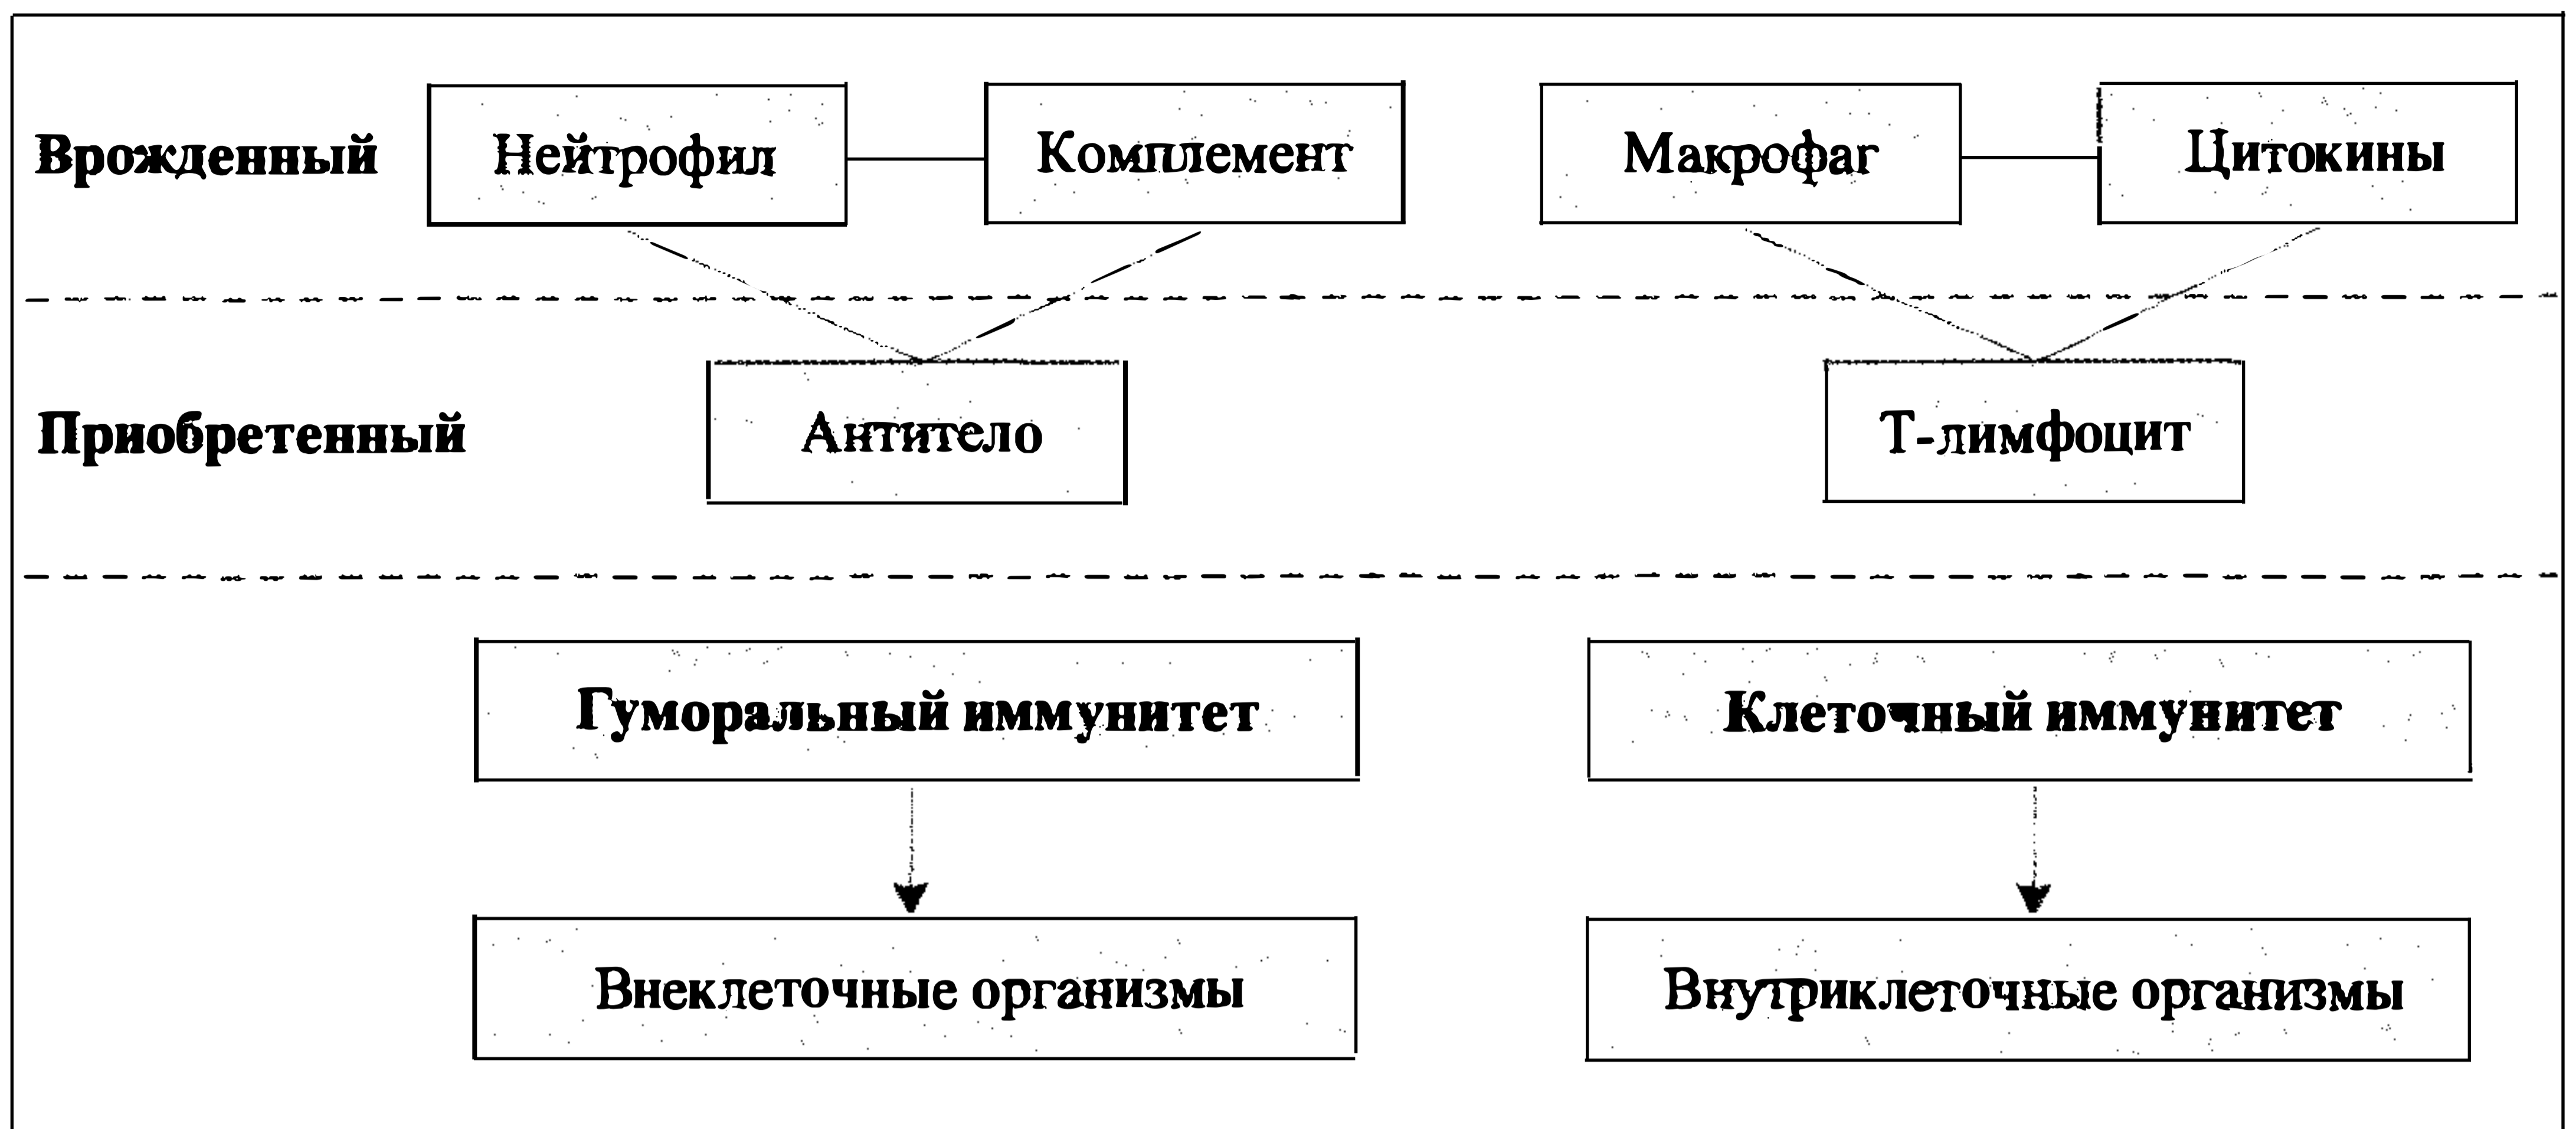 Врожденный
Нейтрофил
Комплемент
Макрофаг
Цитокины
Приобретенный
Антитело
Т-лимфоцит
Гуморальный иммунитет
Клеточный иммунитет
Внеклеточные организмы
Внутриклеточные организмы